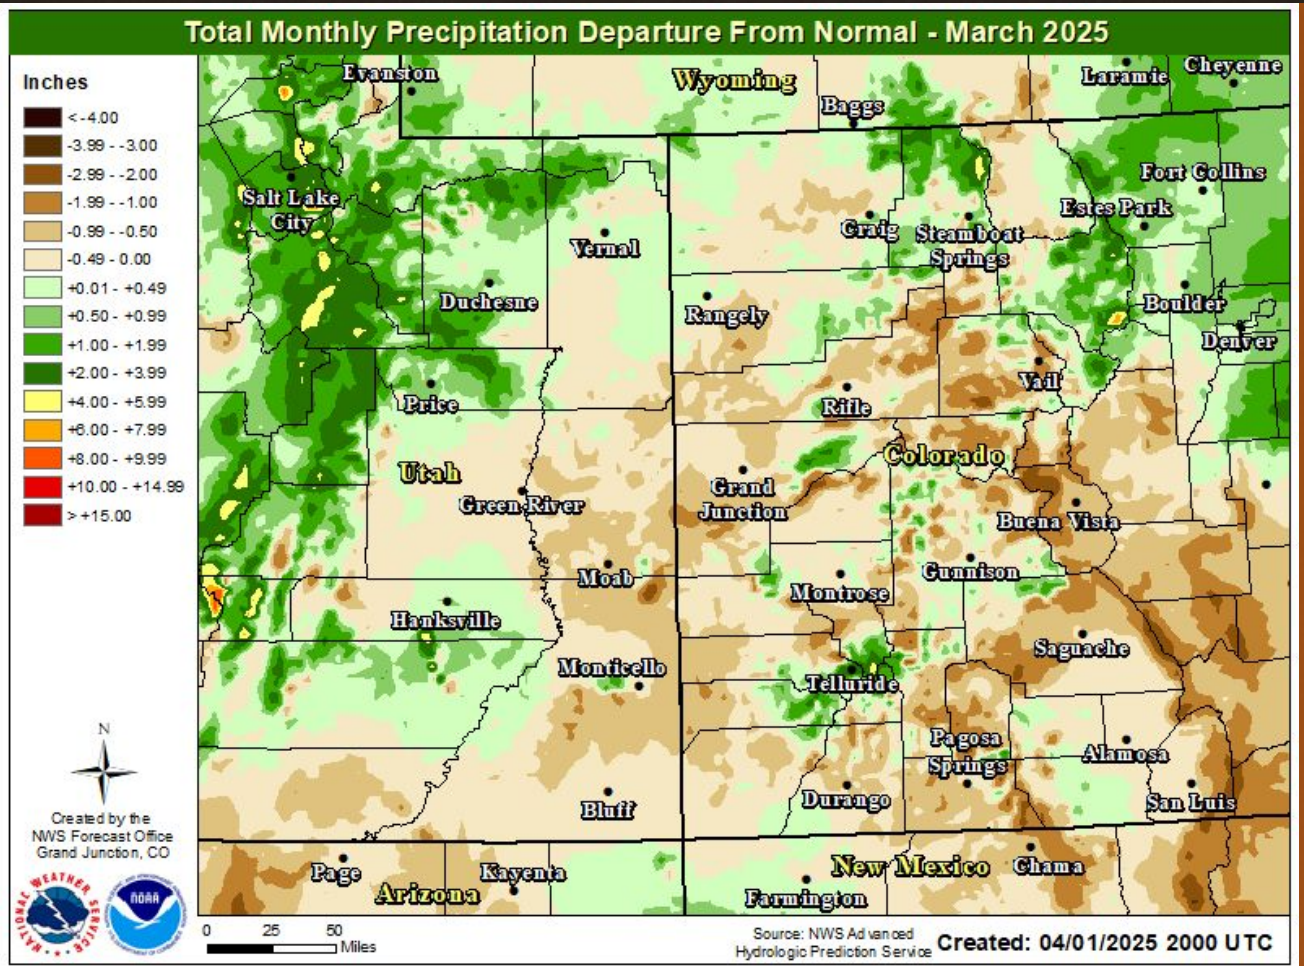 Total Monthly Precipitation Departure From Normal - March 2025
Inches
< -4.00
-3.99 - -3.00
-2.99 - -2.00
-1.99 - -1.00
-0.99 - -0.50
-0.49 - 0.00
+0.01 - +0.49
+0.50 - +0.99
+1.00 - +1.99
+2.00 - +3.99
+4.00 - +5.99
+6.00 - +7.99
+8.00 - +9.99
+10.00 - +14.99
> +15.00
Evanston
Wyoming
Laramie
Cheyenne
Baggs
Salt Lake
City
Fort Collins
Estes Park
Vernal
Craig
Steamboat
Springs
Duchesne
Rangely
Boulder
Denver
Price
Rifle
Vail
Utah
Colorado
Green River
Grand
Junction
Buena Vista
Moab
Montrose
Gunnison
Hanksville
Monticello
Saguache
Telluride
Pagosa
Springs
Alamosa
Bluff
Durango
San Luis
Page
Arizona
Kayenta
New Mexico
Chama
Farmington
N
Created by the
NWS Forecast Office
Grand Junction, CO
NATIONAL WEATHER SERVICE
NOAA
0 25 50
Miles
Source: NWS Advanced
Hydrologic Prediction Service
Created: 04/01/2025 2000 UTC